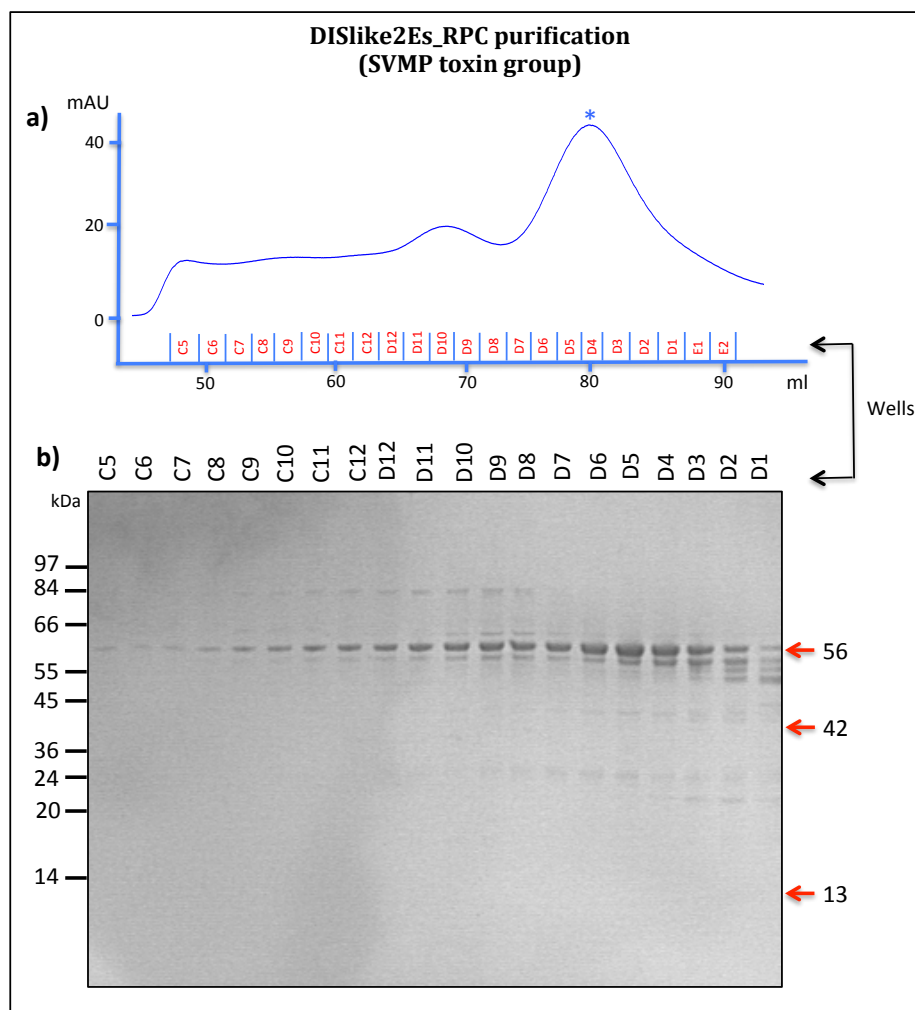 DISlike2Es_RPC purification
(SVMP toxin group)
a)
mAU
*
40
20
0
C5 C6 C7 C8 C9 C10 C11 C12 D12 D11 D10 D9 D8 D7 D6 D5 D4 D3 D2 D1 E1 E2
50 60 70 80 90 ml
Wells
b)
C5 C6 C7 C8 C9 C10 C11 C12 D12 D11 D10 D9 D8 D7 D6 D5 D4 D3 D2 D1
kDa
97
84
66
56
55
45
42
36
24
20
14
13